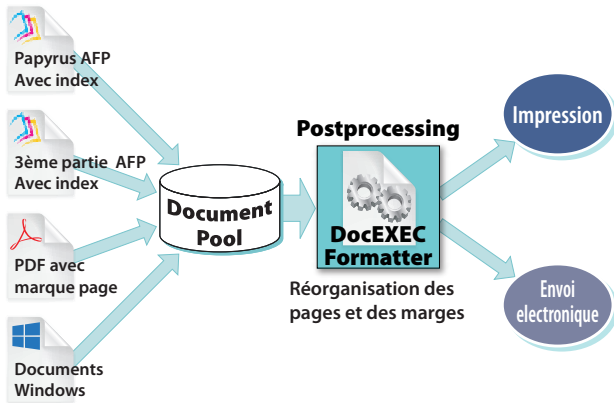 Papyrus AFP
Avec index
3ème partie AFP
Avec index
PDF avec
marque page
Documents
Windows
Document
Pool
Postprocessing
DocEXEC
Formatter
Réorganisation des
pages et des marges
Impression
Envoi
electronique